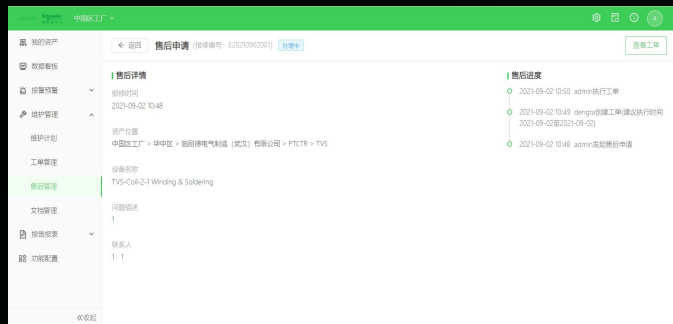 Schneider
中国区工厂
a
我的资产
数据看板
报警预警
维护管理
维护计划
工单管理
售后管理
文档管理
报告报表
功能配置
收起
返回 售后申请 (报修编号: E20210902001) 处理中
查看工单
售后详情
报修时间
2021-09-02 10:48
资产位置
中国区工厂 > 华中区 > 施耐德电气制造 (武汉) 有限公司 > PTCTR > TVS
设备名称
TVS-Coil-2-1 Winding & Soldering
问题描述
1
联系人
1; 1
售后进度
2021-09-02 10:50 admin执行工单
2021-09-02 10:49 dengta创建工单(建议执行时间
2021-09-02至2021-09-02)
2021-09-02 10:48 admin发起售后申请